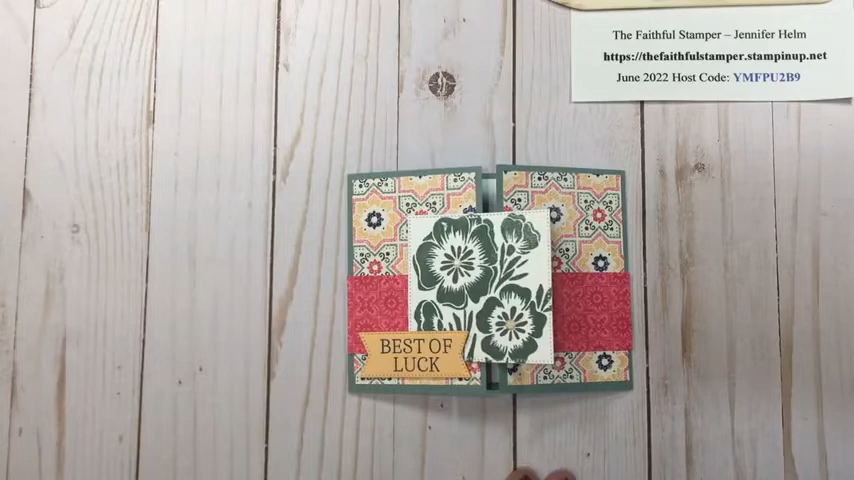 The Faithful Stamper – Jennifer Helm
https://thefaithfulstamper.stampinup.net
June 2022 Host Code: YMFPU2B9
BEST OF
LUCK